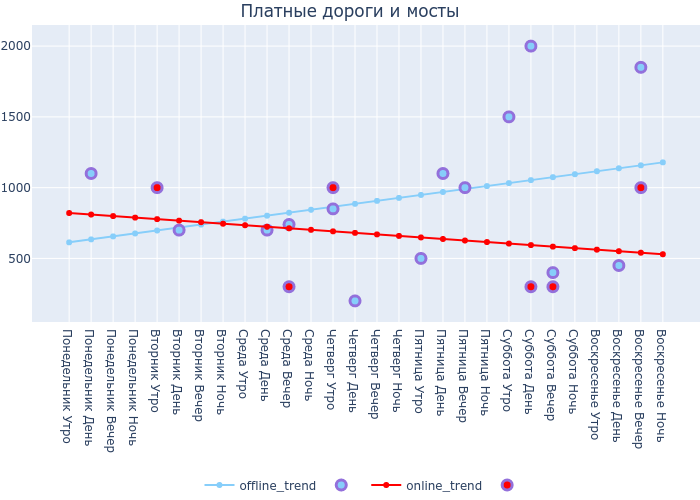 Платные дороги и мосты
2000
1500
1000
500
Понедельник Утро
Понедельник День
Понедельник Вечер
Понедельник Ночь
Вторник Утро
Вторник День
Вторник Вечер
Вторник Ночь
Среда Утро
Среда День
Среда Вечер
Среда Ночь
Четверг Утро
Четверг День
Четверг Вечер
Четверг Ночь
Пятница Утро
Пятница День
Пятница Вечер
Пятница Ночь
Суббота Утро
Суббота День
Суббота Вечер
Суббота Ночь
Воскресенье Утро
Воскресенье День
Воскресенье Вечер
Воскресенье Ночь
offline_trend online_trend